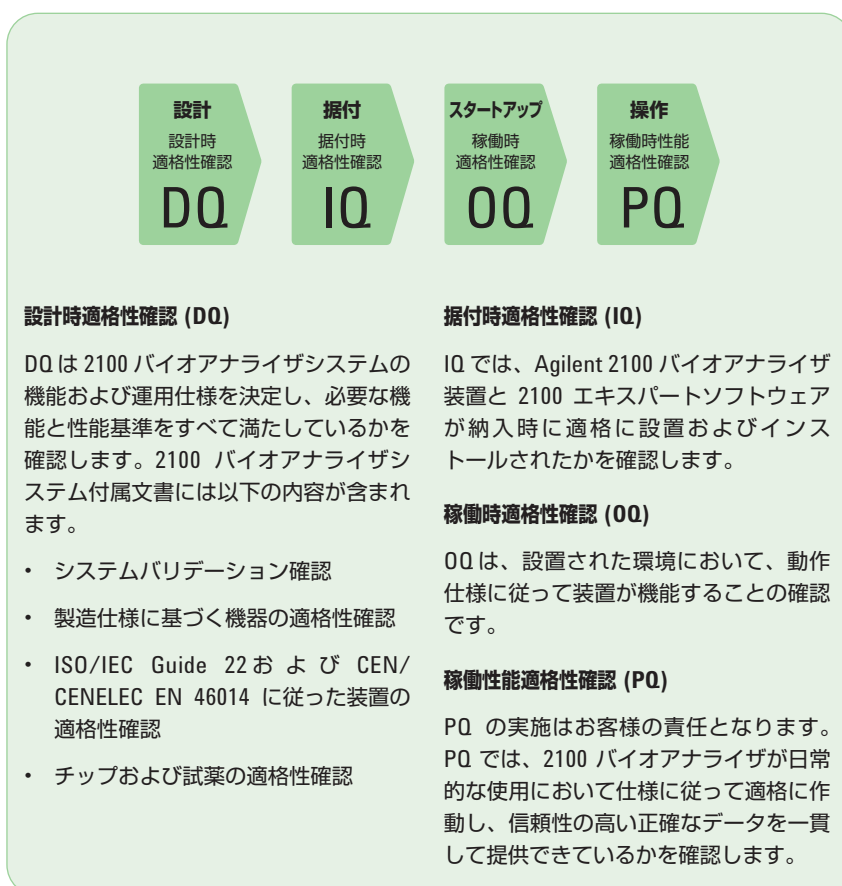 設計
設計時
適格性確認
DQ
据付
据付時
適格性確認
IQ
スタートアップ
稼働時
適格性確認
OQ
操作
稼働時性能
適格性確認
PQ
設計時適格性確認 (DQ)
DQ は 2100 バイオアナライザシステムの
機能および運用仕様を決定し、必要な機
能と性能基準をすべて満たしているかを
確認します。2100 バイオアナライザシ
ステム付属文書には以下の内容が含まれ
ます。
• システムバリデーション確認
• 製造仕様に基づく機器の適格性確認
• ISO/IEC Guide 22および CEN/
CENELEC EN 46014 に従った装置の
適格性確認
• チップおよび試薬の適格性確認
据付時適格性確認 (IQ)
IQ では、Agilent 2100 バイオアナライザ
装置と 2100 エキスパートソフトウェア
が納入時に適格に設置およびインス
トールされたかを確認します。
稼働時適格性確認 (OQ)
OQ は、設置された環境において、動作
仕様に従って装置が機能することの確認
です。
稼働性能適格性確認 (PQ)
PQ の実施はお客様の責任となります。
PQ では、2100 バイオアナライザが日常
的な使用において仕様に従って適格に作
動し、信頼性の高い正確なデータを一貫
して提供できているかを確認します。